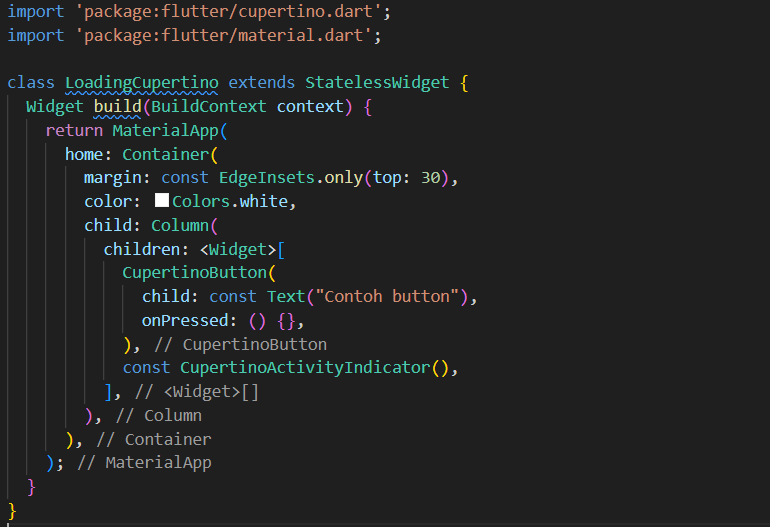 import 'package:flutter/cupertino.dart';
import 'package:flutter/material.dart';

class LoadingCupertino extends StatelessWidget {
  Widget build(BuildContext context) {
    return MaterialApp(
      home: Container(
        margin: const EdgeInsets.only(top: 30),
        color: Colors.white,
        child: Column(
          children: <Widget>[
            CupertinoButton(
              child: const Text("Contoh button"),
              onPressed: () {},
            ), // CupertinoButton
            const CupertinoActivityIndicator(),
          ], // <Widget>[]
        ), // Column
      ), // Container
    ); // MaterialApp
  }
}